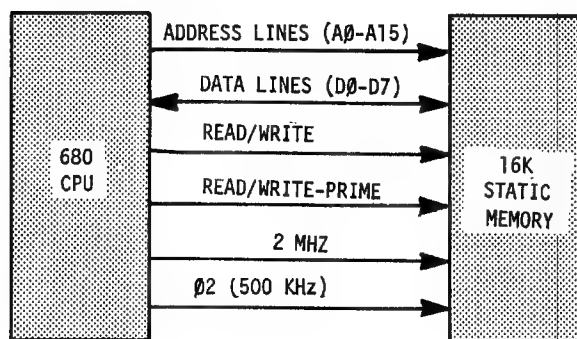 ADDRESS LINES (AØ-A15)
DATA LINES (DØ-D7)
READ/WRITE
680
CPU
READ/WRITE-PRIME
16K
STATIC
MEMORY
2 MHZ
Ø2 (500 KHz)